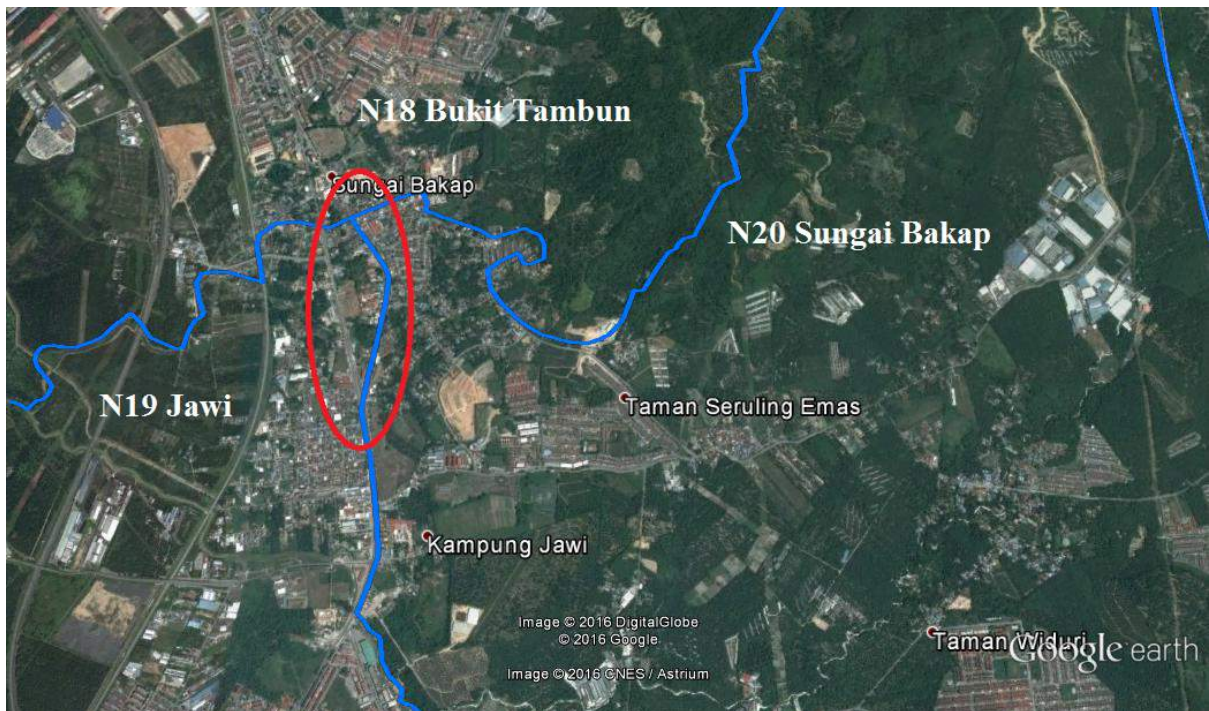 N18 Bukit Tambun
Sungai Bakap
N20 Sungai Bakap
N19 Jawi
Taman Seruling Emas
Kampung Jawi
Image © 2016 DigitalGlobe
© 2016 Google
Image © 2016 CNES / Astrium
Taman Widuri
Google earth